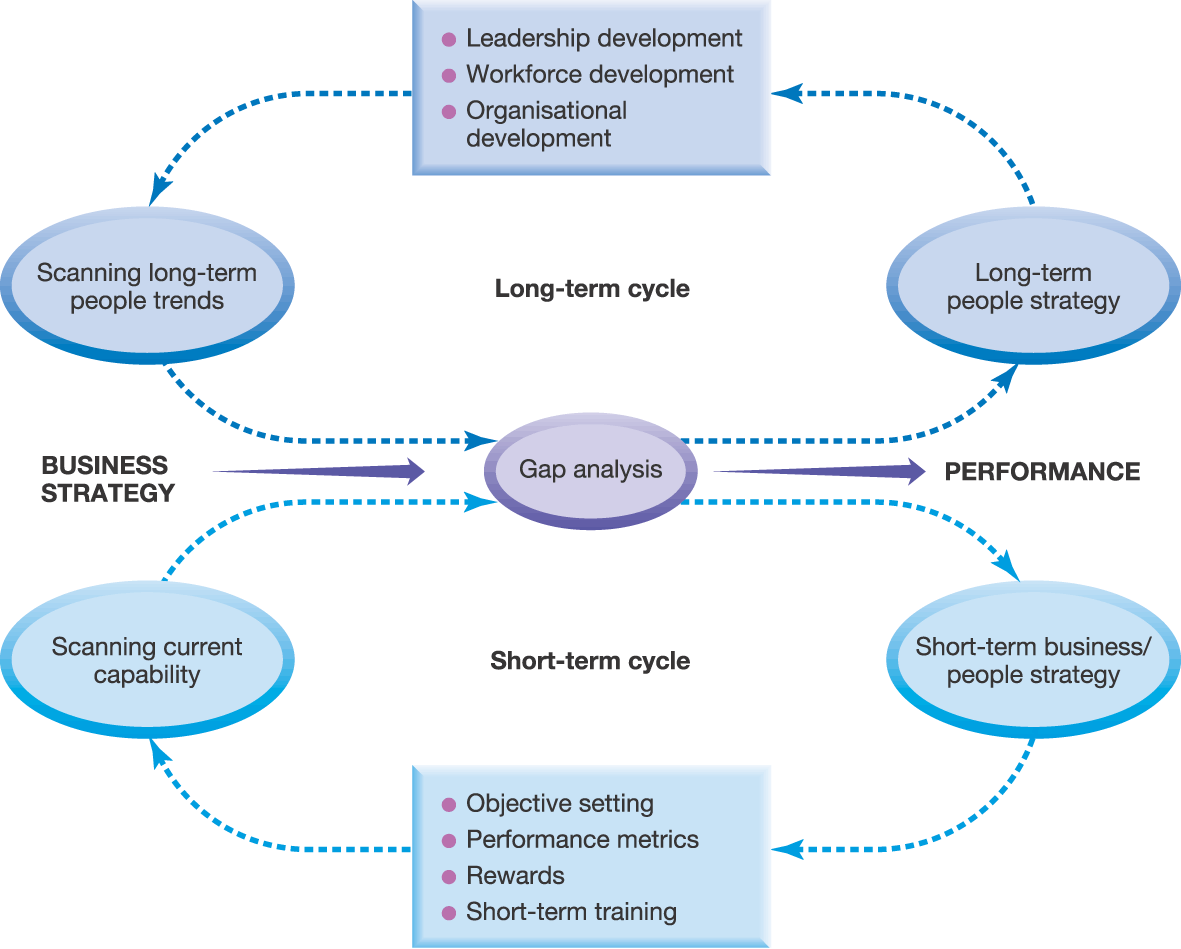 Leadership development
Workforce development
Organisational
development
Scanning long-term
people trends
Long-term cycle
Long-term
people strategy
BUSINESS
STRATEGY
Gap analysis
PERFORMANCE
Scanning current
capability
Short-term cycle
Short-term business/
people strategy
Objective setting
Performance metrics
Rewards
Short-term training